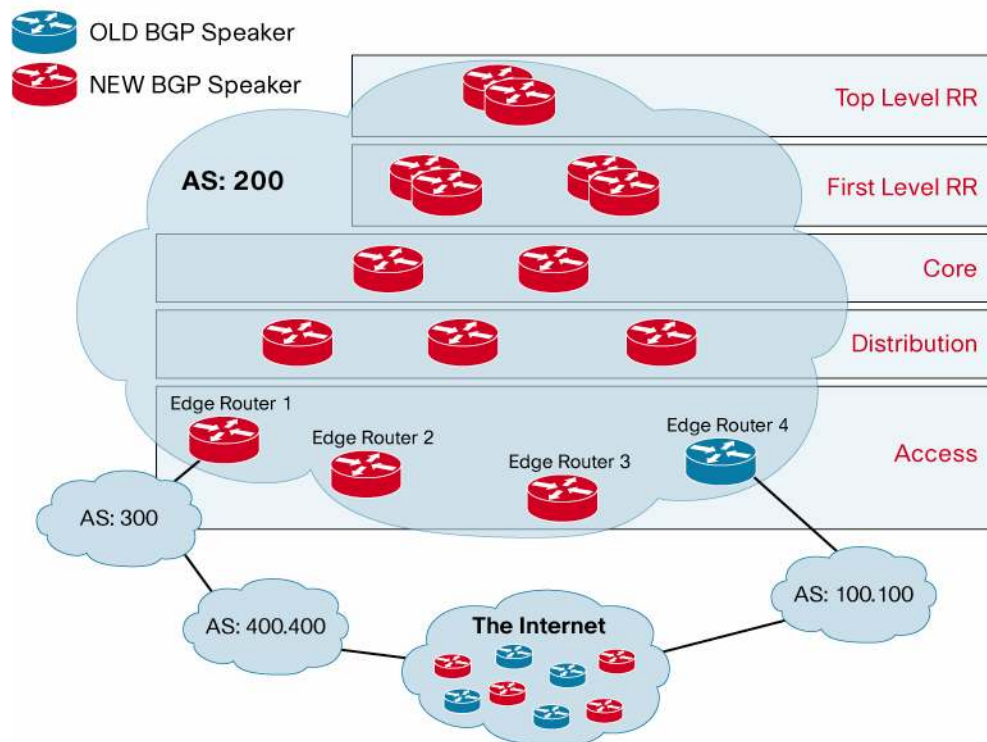 OLD BGP Speaker
NEW BGP Speaker
Top Level RR
AS: 200
First Level RR
Core
Distribution
Edge Router 1
Edge Router 2
Edge Router 3
Edge Router 4
Access
AS: 300
AS: 400.400
The Internet
AS: 100.100